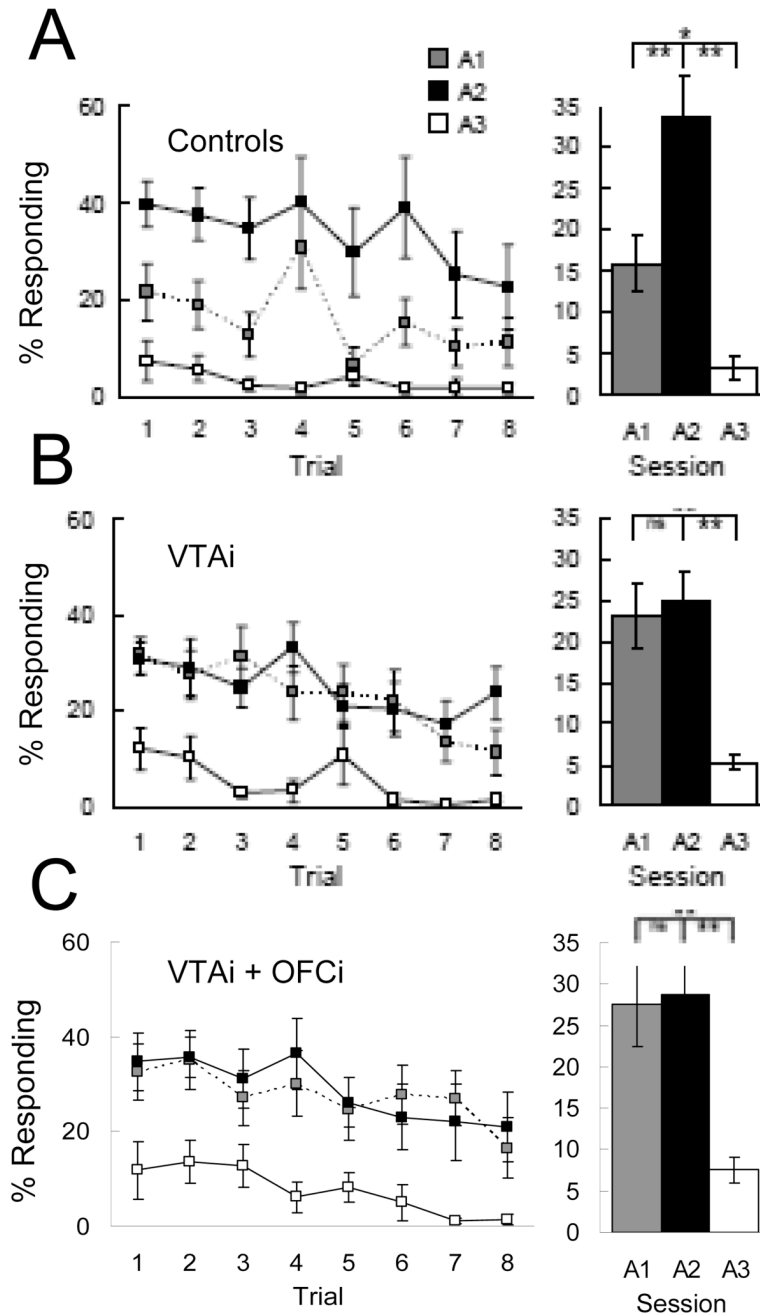 A
A1
A2
A3
Controls
% Responding
60
40
20
0
1 2 3 4 5 6 7 8
Trial
*
** **
35
30
25
20
15
10
5
0
A1 A2 A3
Session
B
VTAi
% Responding
60
40
20
0
1 2 3 4 5 6 7 8
Trial
ns **
35
30
25
20
15
10
5
0
A1 A2 A3
Session
C
VTAi + OFCi
% Responding
60
40
20
0
1 2 3 4 5 6 7 8
Trial
ns **
35
30
25
20
15
10
5
0
A1 A2 A3
Session